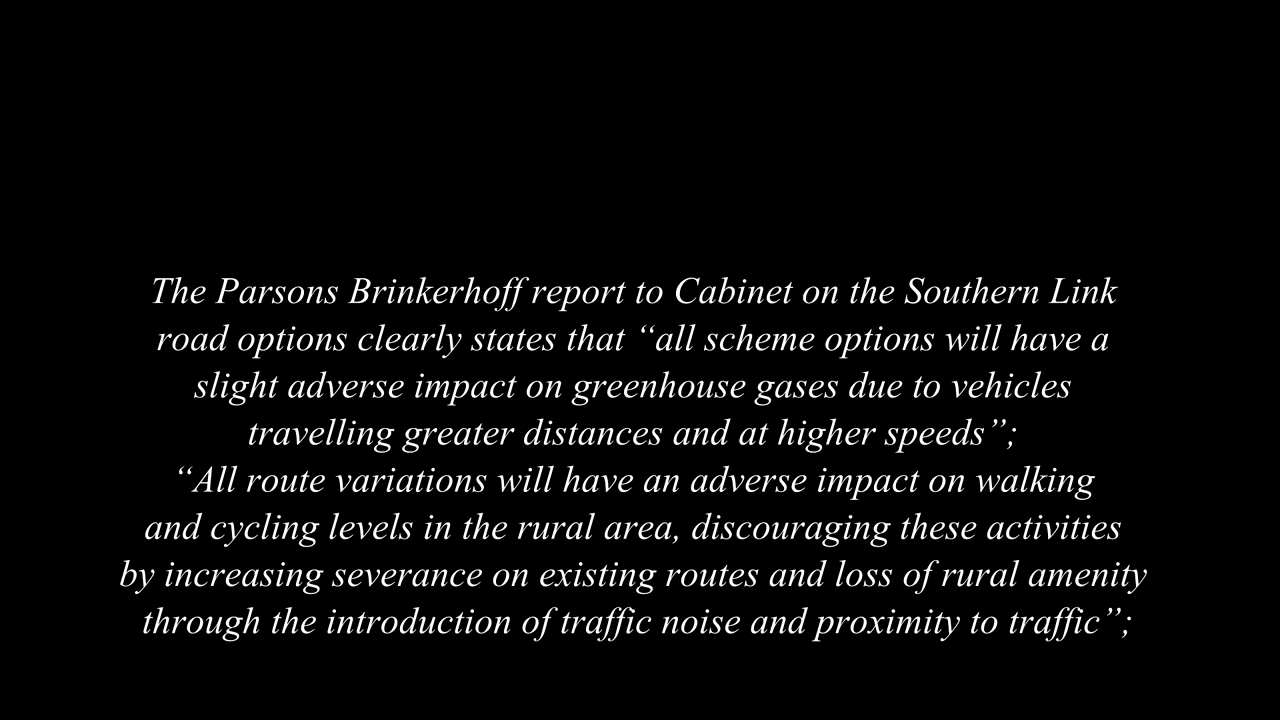 The Parsons Brinkerhoff report to Cabinet on the Southern Link
road options clearly states that “all scheme options will have a
slight adverse impact on greenhouse gases due to vehicles
travelling greater distances and at higher speeds”;
“All route variations will have an adverse impact on walking
and cycling levels in the rural area, discouraging these activities
by increasing severance on existing routes and loss of rural amenity
through the introduction of traffic noise and proximity to traffic”;